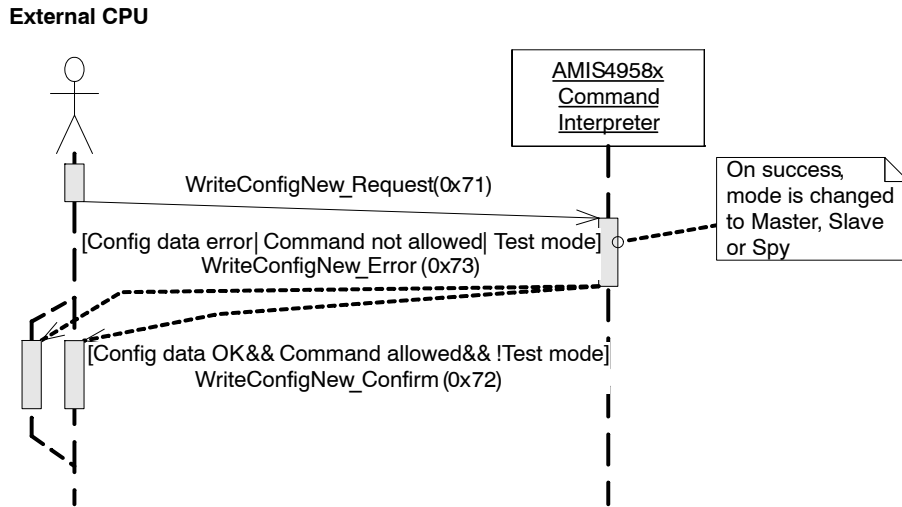 External CPU
AMIS4958x
Command
Interpreter
On success,
mode is changed
to Master, Slave
or Spy
WriteConfigNew_Request(0x71)
[Config data error| Command not allowed| Test mode]
WriteConfigNew_Error (0x73)
[Config data OK&& Command allowed&& !Test mode]
WriteConfigNew_Confirm (0x72)